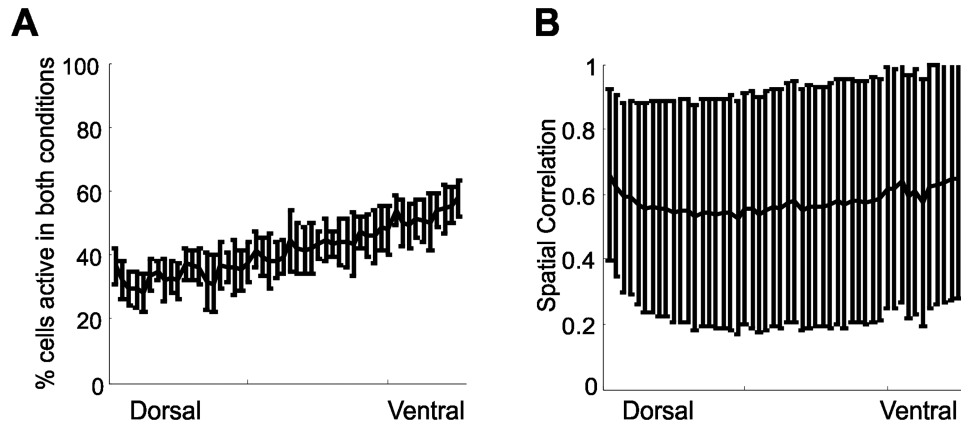 A
% cells active in both conditions
100
80
60
40
20
0
Dorsal Ventral
B
Spatial Correlation
1
0.8
0.6
0.4
0.2
0
Dorsal Ventral